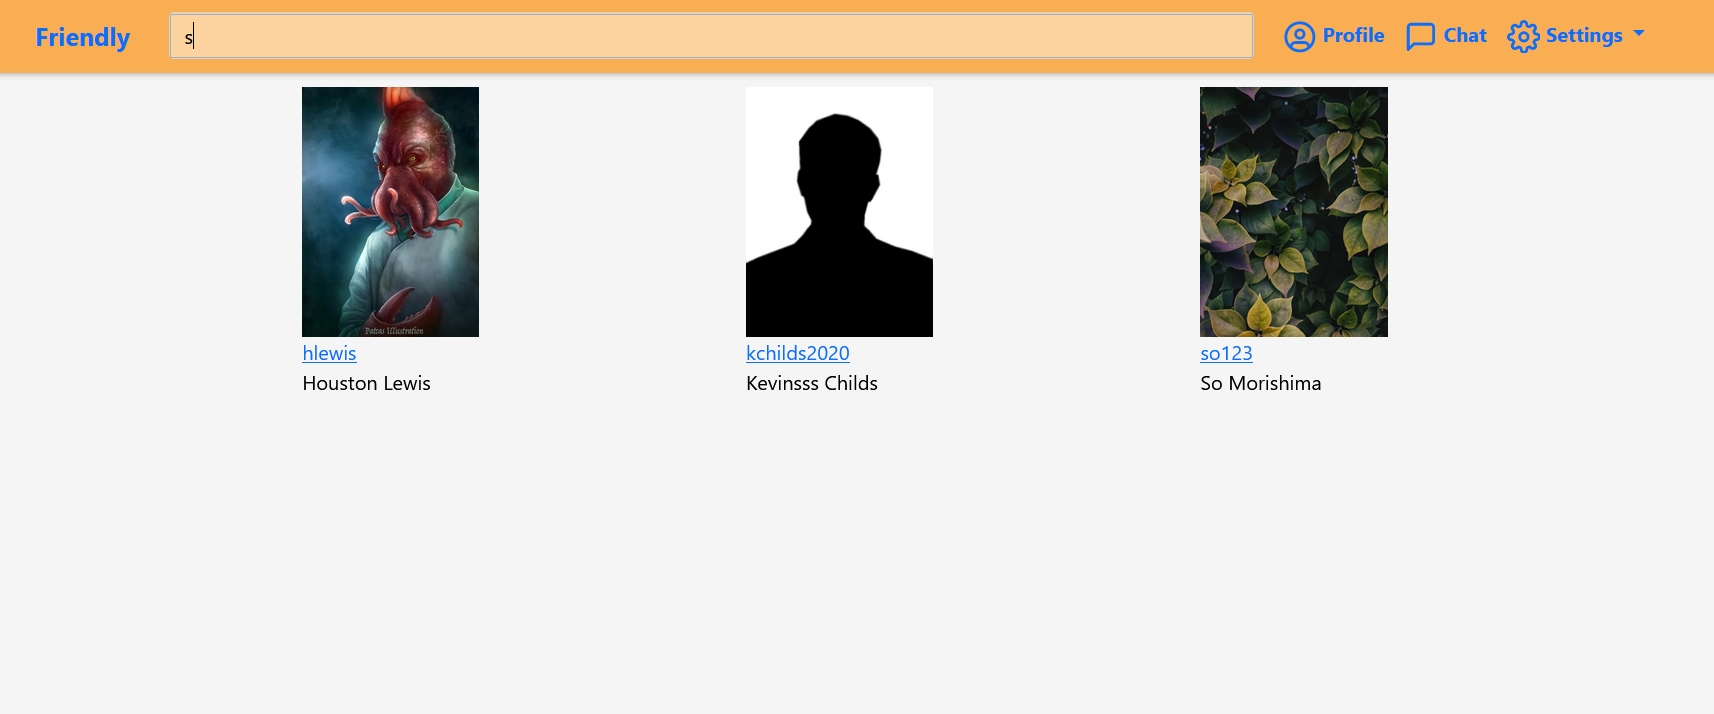 Friendly
s
Profile
Chat
Settings
Patcas Illustration
hlewis
kchilds2020
so123
Houston Lewis
Kevinsss Childs
So Morishima